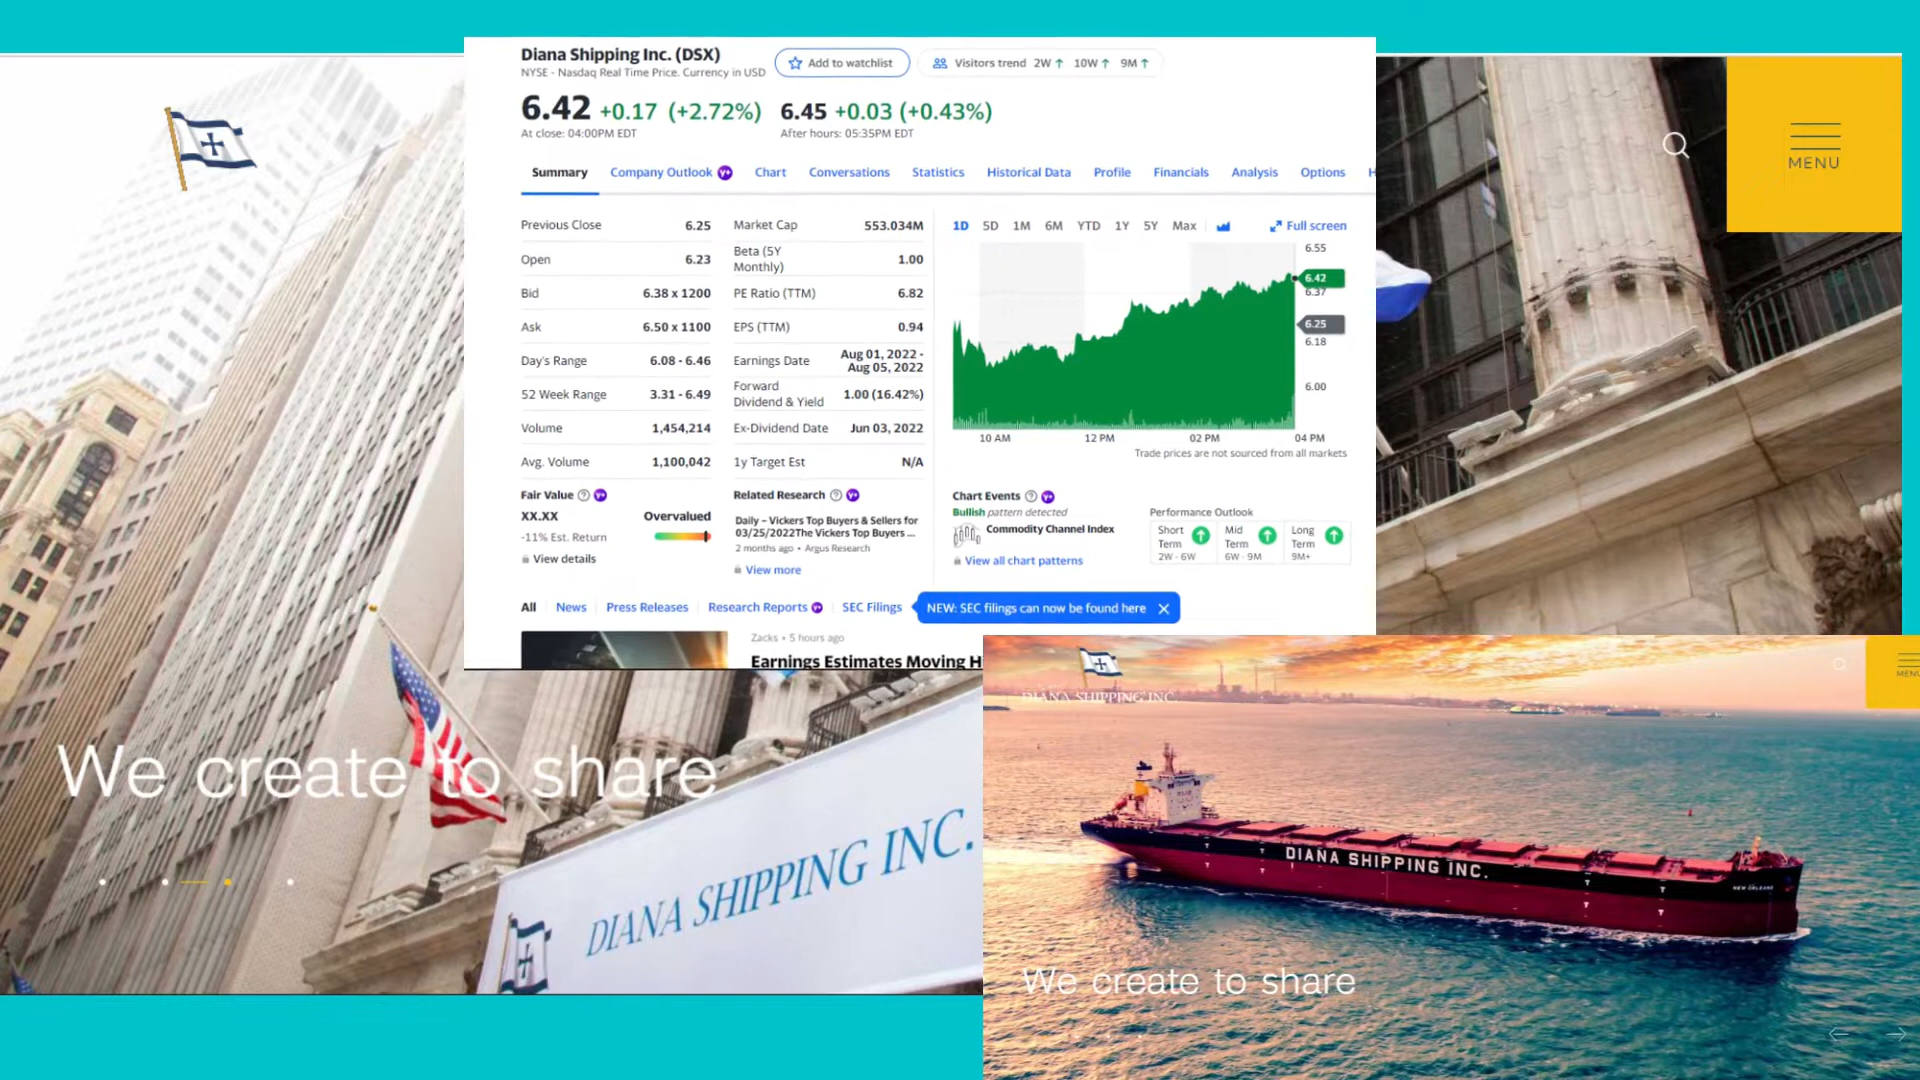 Diana Shipping Inc. (DSX)
NYSE - Nasdaq Real Time Price. Currency in USD
Add to watchlist
Visitors trend 2W ↑ 10W ↑ 9M ↑
6.42 +0.17 (+2.72%) 6.45 +0.03 (+0.43%)
At close: 04:00PM EDT After hours: 05:35PM EDT
Summary Company Outlook Y+ Chart Conversations Statistics Historical Data Profile Financials Analysis Options H
Previous Close 6.25
Open 6.23
Bid 6.38 x 1200
Ask 6.50 x 1100
Day's Range 6.08 - 6.46
52 Week Range 3.31 - 6.49
Volume 1,454,214
Avg. Volume 1,100,042
Market Cap 553.034M
Beta (5Y
Monthly) 1.00
PE Ratio (TTM) 6.82
EPS (TTM) 0.94
Earnings Date Aug 01, 2022 -
Aug 05, 2022
Forward
Dividend & Yield 1.00 (16.42%)
Ex-Dividend Date Jun 03, 2022
1y Target Est N/A
1D 5D 1M 6M YTD 1Y 5Y Max Full screen
6.55
6.42
6.37
6.25
6.18
6.00
10 AM 12 PM 02 PM 04 PM
Trade prices are not sourced from all markets
Fair Value ? Y+
XX.XX Overvalued
-11% Est. Return
View details
Related Research ? Y+
Daily – Vickers Top Buyers & Sellers for
03/25/2022The Vickers Top Buyers ...
2 months ago • Argus Research
View more
Chart Events ? Y+
Bullish pattern detected
Commodity Channel Index
View all chart patterns
Performance Outlook
Short
Term
2W - 6W
Mid
Term
6W - 9M
Long
Term
9M+
All News Press Releases Research Reports Y+ SEC Filings NEW: SEC filings can now be found here
Zacks • 5 hours ago
Earnings Estimates Moving H
MENU
We create to share
DIANA SHIPPING INC.
DIANA SHIPPING INC.
MENU
DIANA SHIPPING INC.
NEW ORLEANS
We create to share